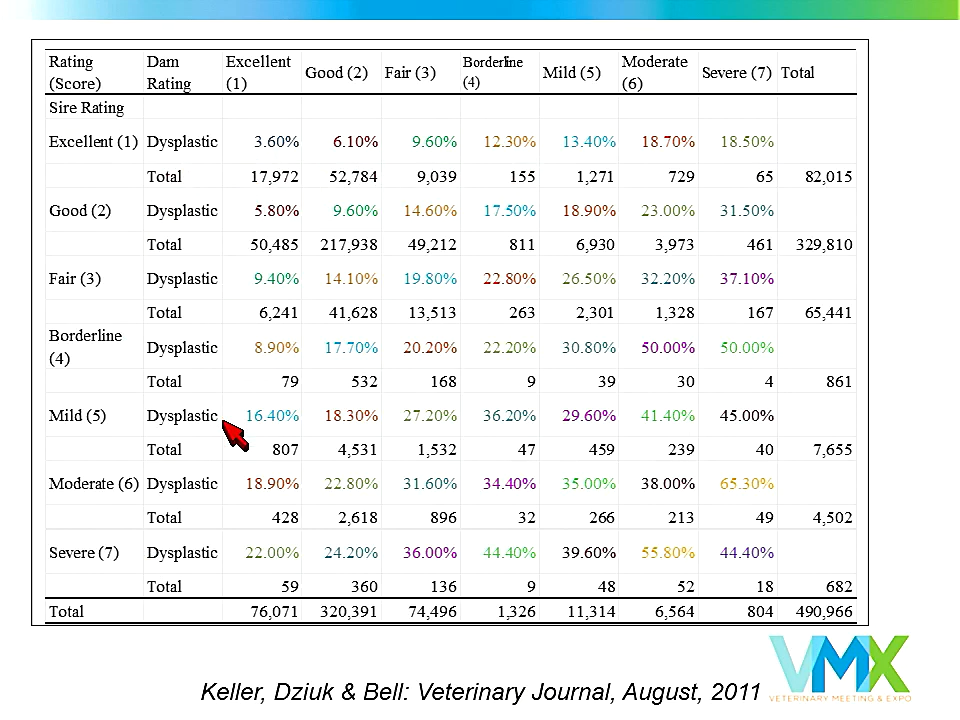 Rating (Score) Dam Rating Excellent (1) Good (2) Fair (3) Borderline (4) Mild (5) Moderate (6) Severe (7) Total
Sire Rating
Excellent (1) Dysplastic 3.60% 6.10% 9.60% 12.30% 13.40% 18.70% 18.50%
Total 17,972 52,784 9,039 155 1,271 729 65 82,015
Good (2) Dysplastic 5.80% 9.60% 14.60% 17.50% 18.90% 23.00% 31.50%
Total 50,485 217,938 49,212 811 6,930 3,973 461 329,810
Fair (3) Dysplastic 9.40% 14.10% 19.80% 22.80% 26.50% 32.20% 37.10%
Total 6,241 41,628 13,513 263 2,301 1,328 167 65,441
Borderline (4) Dysplastic 8.90% 17.70% 20.20% 22.20% 30.80% 50.00% 50.00%
Total 79 532 168 9 39 30 4 861
Mild (5) Dysplastic 16.40% 18.30% 27.20% 36.20% 29.60% 41.40% 45.00%
Total 807 4,531 1,532 47 459 239 40 7,655
Moderate (6) Dysplastic 18.90% 22.80% 31.60% 34.40% 35.00% 38.00% 65.30%
Total 428 2,618 896 32 266 213 49 4,502
Severe (7) Dysplastic 22.00% 24.20% 36.00% 44.40% 39.60% 55.80% 44.40%
Total 59 360 136 9 48 52 18 682
Total 76,071 320,391 74,496 1,326 11,314 6,564 804 490,966
VMX
VETERINARY MEETING & EXPO
Keller, Dziuk & Bell: Veterinary Journal, August, 2011